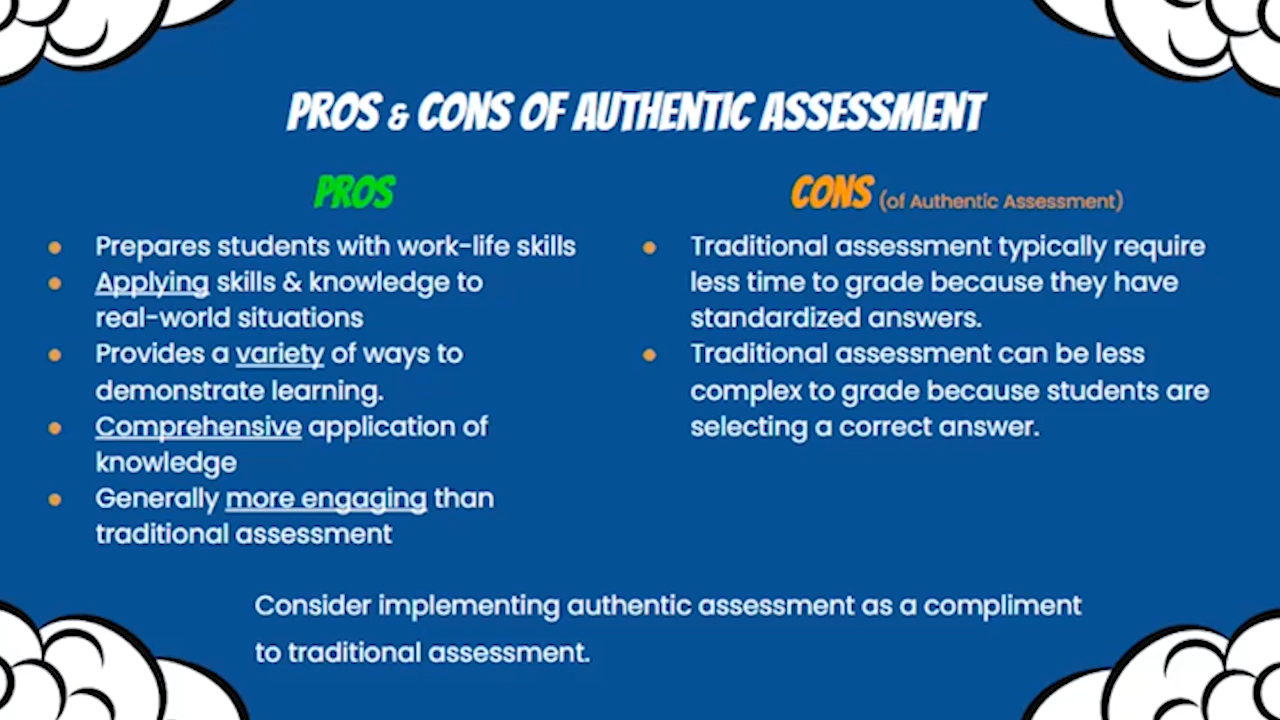 PROS & CONS OF AUTHENTIC ASSESSMENT
PROS
Prepares students with work-life skills
Applying skills & knowledge to
real-world situations
Provides a variety of ways to
demonstrate learning.
Comprehensive application of
knowledge
Generally more engaging than
traditional assessment
CONS (of Authentic Assessment)
Traditional assessment typically require
less time to grade because they have
standardized answers.
Traditional assessment can be less
complex to grade because students are
selecting a correct answer.
Consider implementing authentic assessment as a compliment
to traditional assessment.